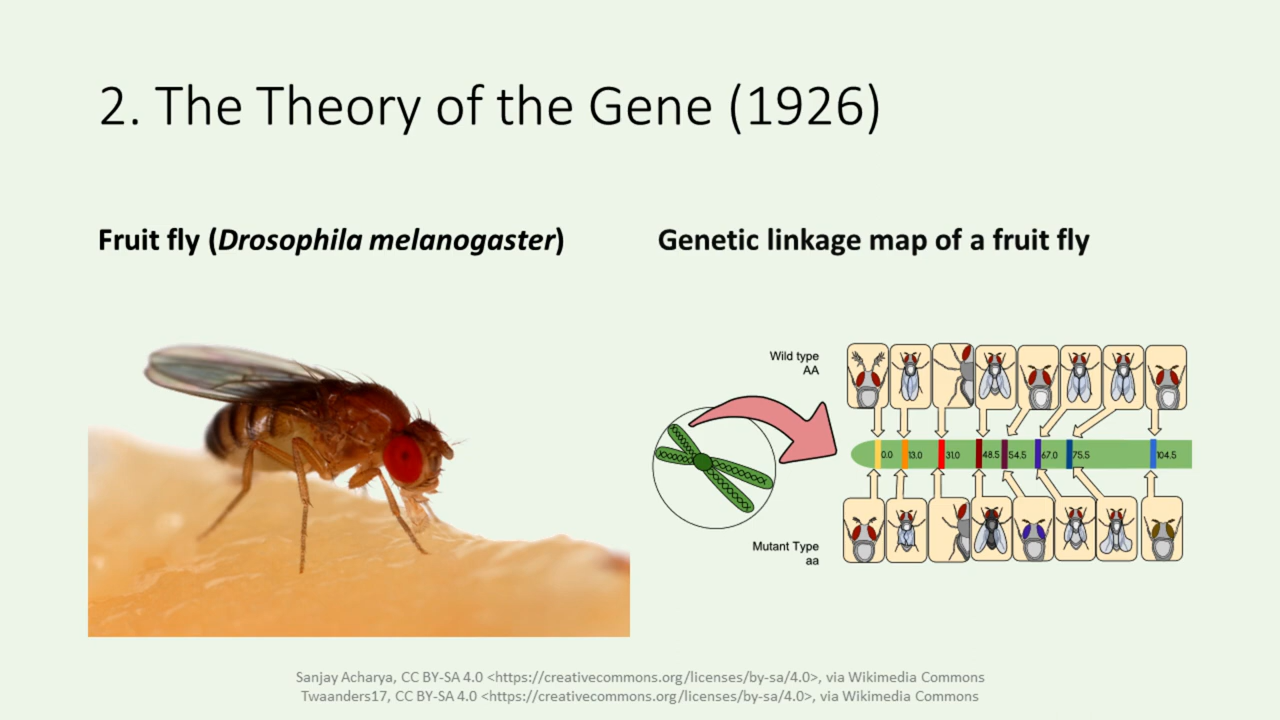 2. The Theory of the Gene (1926)
Fruit fly (Drosophila melanogaster)
Genetic linkage map of a fruit fly
Wild type
AA
0.0 13.0 31.0 48.5 54.5 67.0 75.5 104.5
Mutant Type
aa
Sanjay Acharya, CC BY-SA 4.0 <https://creativecommons.org/licenses/by-sa/4.0>, via Wikimedia Commons
Twaanders17, CC BY-SA 4.0 <https://creativecommons.org/licenses/by-sa/4.0>, via Wikimedia Commons